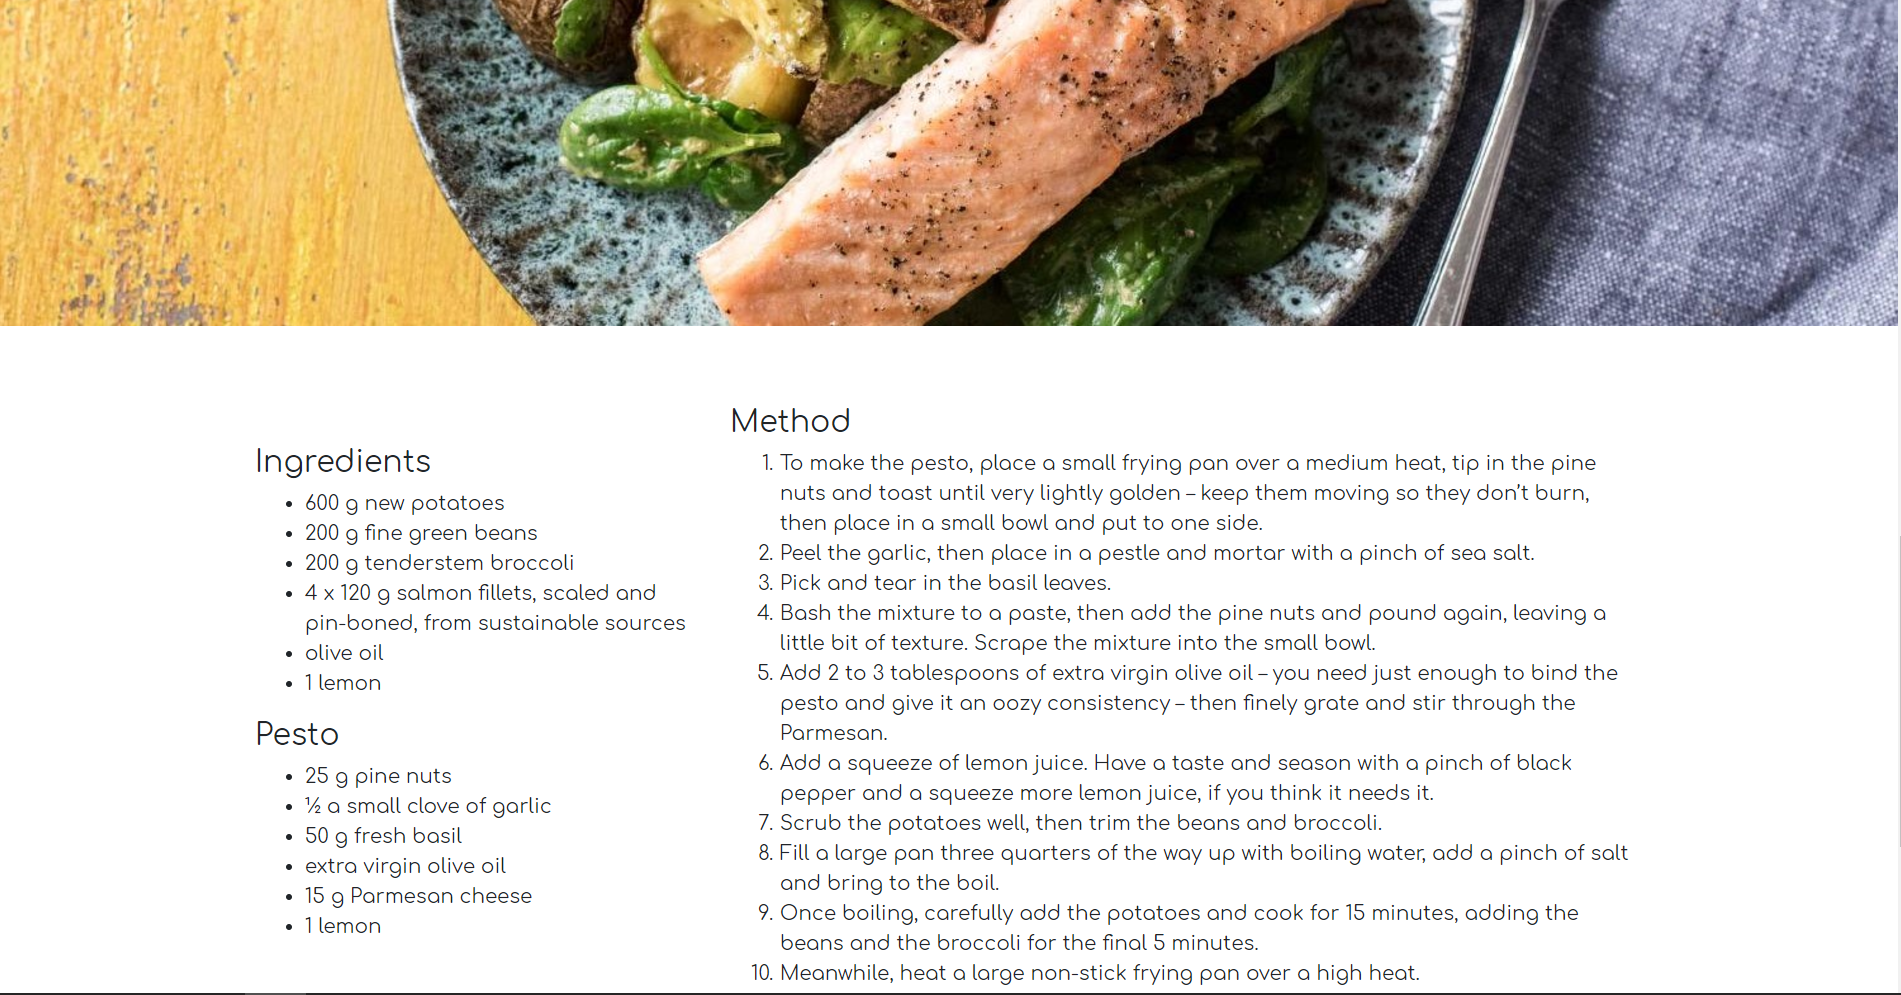 Ingredients
600 g new potatoes
200 g fine green beans
200 g tenderstem broccoli
4 x 120 g salmon fillets, scaled and
pin-boned, from sustainable sources
olive oil
1 lemon
Pesto
25 g pine nuts
½ a small clove of garlic
50 g fresh basil
extra virgin olive oil
15 g Parmesan cheese
1 lemon
Method
1. To make the pesto, place a small frying pan over a medium heat, tip in the pine
nuts and toast until very lightly golden – keep them moving so they don’t burn,
then place in a small bowl and put to one side.
2. Peel the garlic, then place in a pestle and mortar with a pinch of sea salt.
3. Pick and tear in the basil leaves.
4. Bash the mixture to a paste, then add the pine nuts and pound again, leaving a
little bit of texture. Scrape the mixture into the small bowl.
5. Add 2 to 3 tablespoons of extra virgin olive oil – you need just enough to bind the
pesto and give it an oozy consistency – then finely grate and stir through the
Parmesan.
6. Add a squeeze of lemon juice. Have a taste and season with a pinch of black
pepper and a squeeze more lemon juice, if you think it needs it.
7. Scrub the potatoes well, then trim the beans and broccoli.
8. Fill a large pan three quarters of the way up with boiling water, add a pinch of salt
and bring to the boil.
9. Once boiling, carefully add the potatoes and cook for 15 minutes, adding the
beans and the broccoli for the final 5 minutes.
10. Meanwhile, heat a large non-stick frying pan over a high heat.